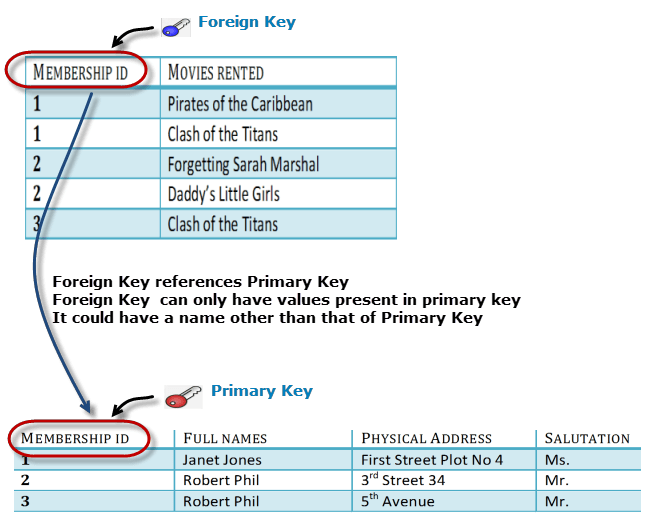 Foreign Key
MEMBERSHIP ID MOVIES RENTED
1 Pirates of the Caribbean
1 Clash of the Titans
2 Forgetting Sarah Marshal
2 Daddy's Little Girls
3 Clash of the Titans
Foreign Key references Primary Key
Foreign Key can only have values present in primary key
It could have a name other than that of Primary Key
Primary Key
MEMBERSHIP ID FULL NAMES PHYSICAL ADDRESS SALUTATION
1 Janet Jones First Street Plot No 4 Ms.
2 Robert Phil 3rd Street 34 Mr.
3 Robert Phil 5th Avenue Mr.